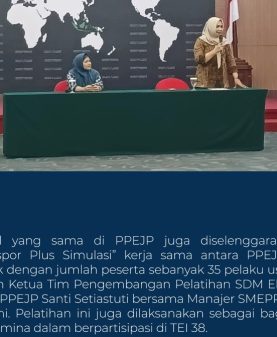 yang sama di PPEJP juga diselenggara
spor Plus Simulasi" kerja sama antara PPEJ
k dengan jumlah peserta sebanyak 35 pelaku us
n Ketua Tim Pengembangan Pelatihan SDM E
PPEJP Santi Setiastuti bersama Manajer SMEPP
ni. Pelatihan ini juga dilaksanakan sebagai bag
mina dalam berpartisipasi di TEI 38.